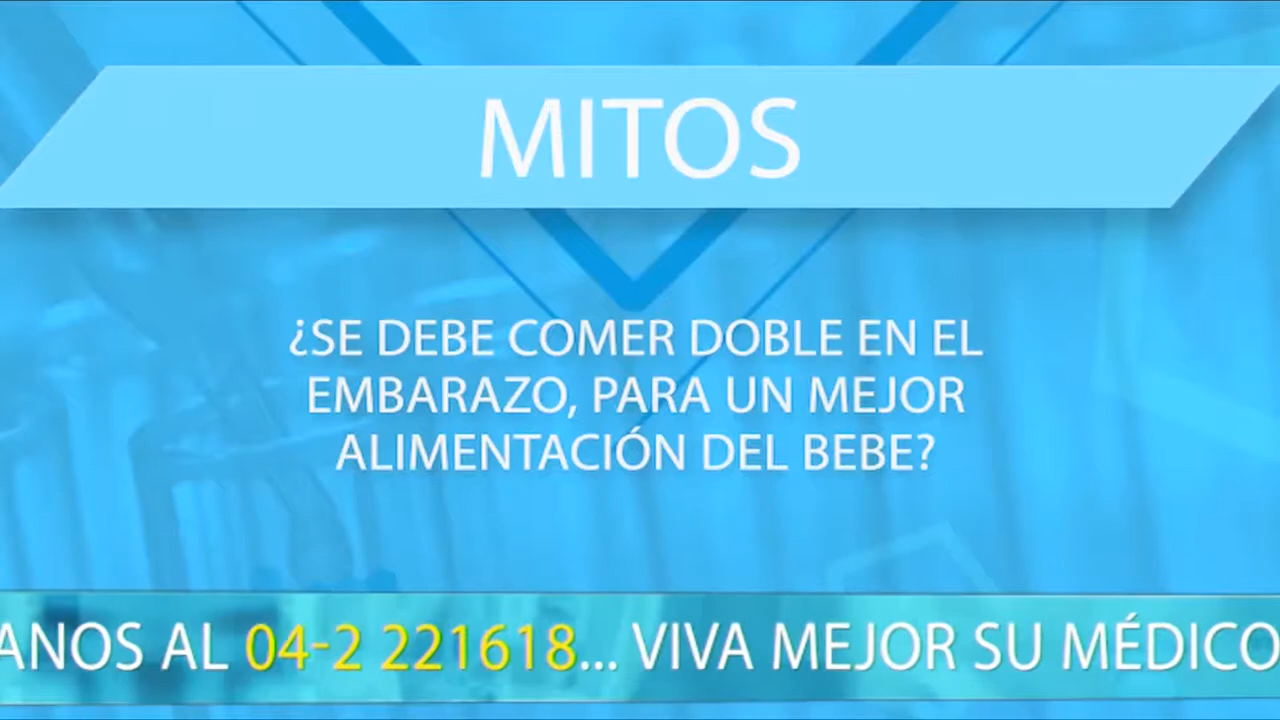 MITOS
¿SE DEBE COMER DOBLE EN EL
EMBARAZO, PARA UN MEJOR
ALIMENTACIÓN DEL BEBE?
ANOS AL 04-2 221618... VIVA MEJOR SU MÉDICO